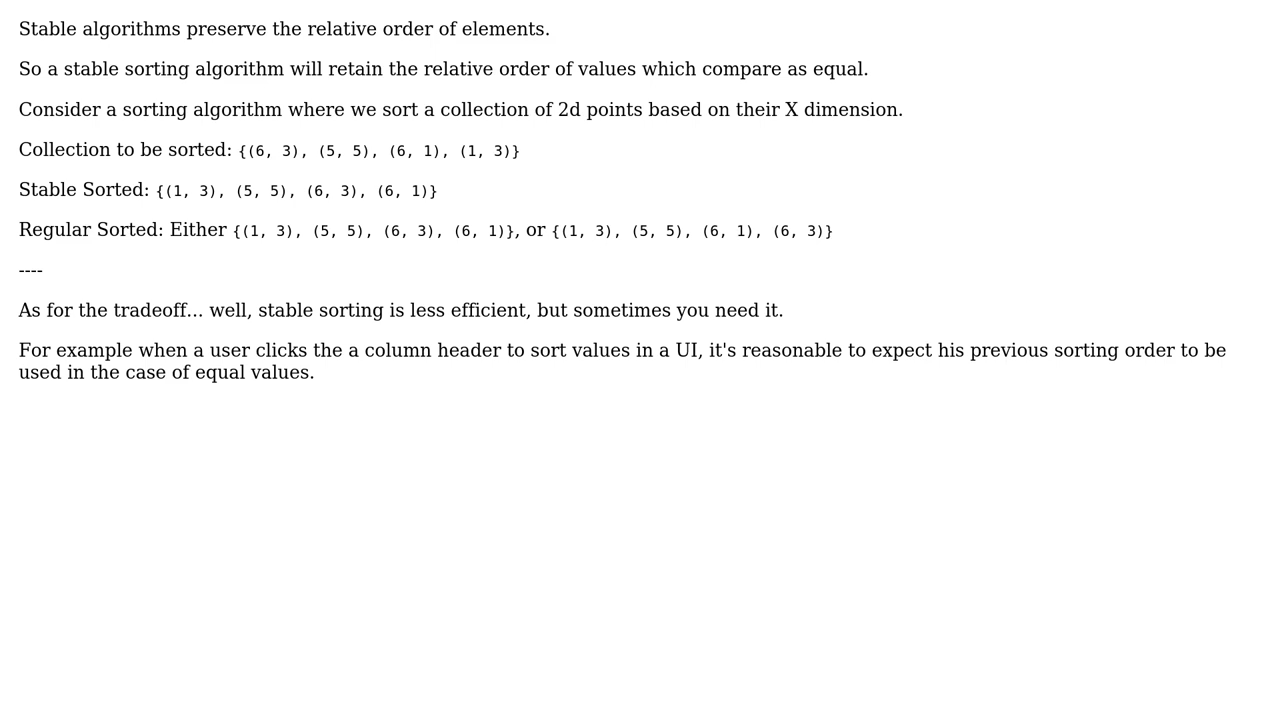 Stable algorithms preserve the relative order of elements.
So a stable sorting algorithm will retain the relative order of values which compare as equal.
Consider a sorting algorithm where we sort a collection of 2d points based on their X dimension.
Collection to be sorted: {(6, 3), (5, 5), (6, 1), (1, 3)}
Stable Sorted: {(1, 3), (5, 5), (6, 3), (6, 1)}
Regular Sorted: Either {(1, 3), (5, 5), (6, 3), (6, 1)}, or {(1, 3), (5, 5), (6, 1), (6, 3)}
----
As for the tradeoff... well, stable sorting is less efficient, but sometimes you need it.
For example when a user clicks the a column header to sort values in a UI, it's reasonable to expect his previous sorting order to be
used in the case of equal values.